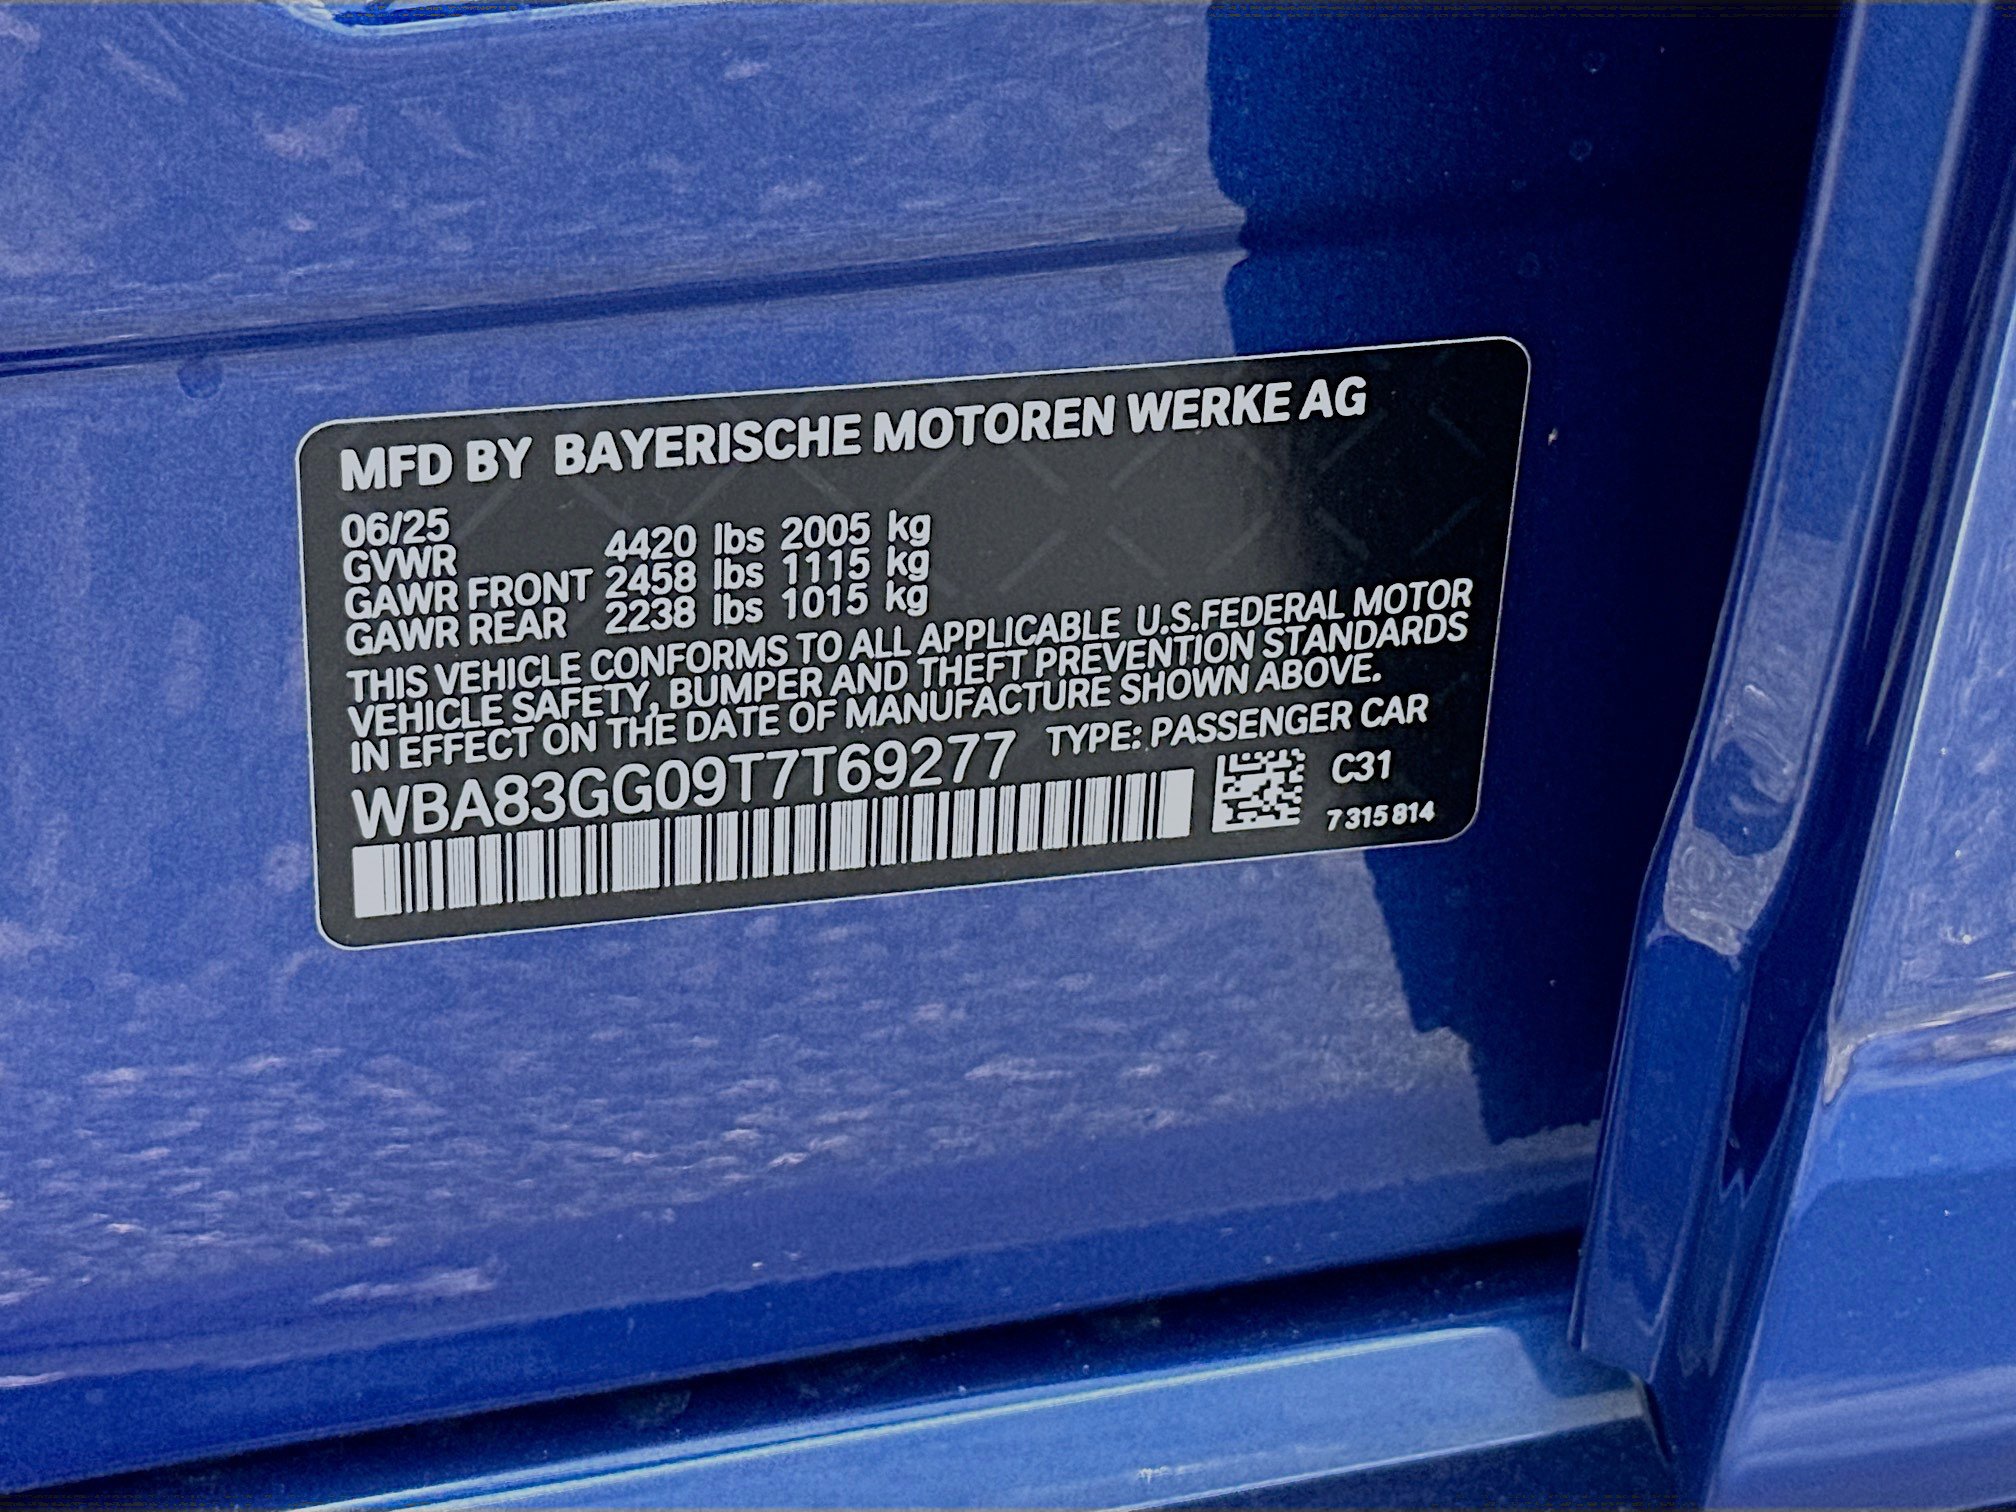 MFD BY BAYERISCHE MOTOREN WERKE AG
06/25
GVWR 4420 lbs 2005 kg
GAWR FRONT 2458 lbs 1115 kg
GAWR REAR 2238 lbs 1015 kg
THIS VEHICLE CONFORMS TO ALL APPLICABLE U.S.FEDERAL MOTOR
VEHICLE SAFETY, BUMPER AND THEFT PREVENTION STANDARDS
IN EFFECT ON THE DATE OF MANUFACTURE SHOWN ABOVE.
WBA83GG09T7T69277 TYPE: PASSENGER CAR
C31
7 315 814